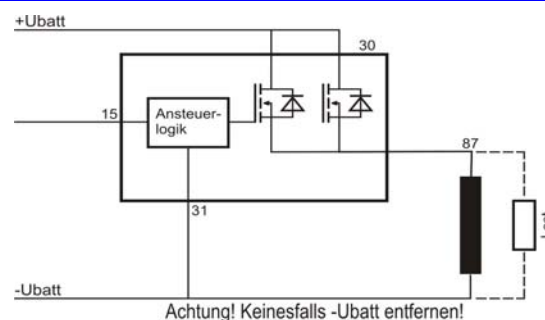 +Ubatt
30
15
Ansteuer-
logik
87
31
-Ubatt
Achtung! Keinesfalls -Ubatt entfernen!